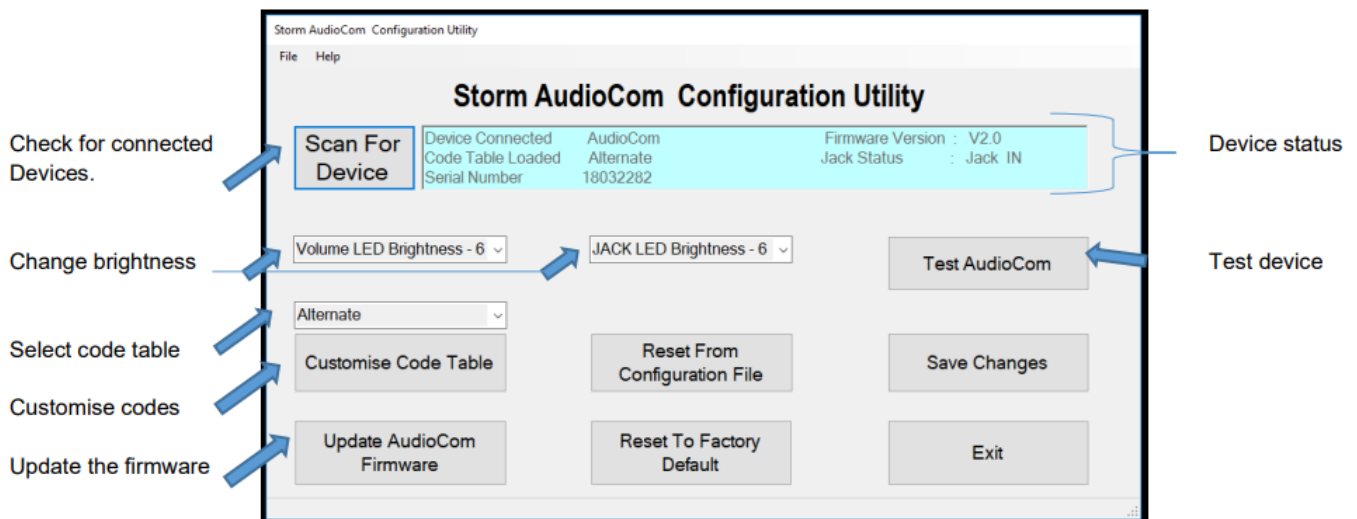 Storm AudioCom Configuration Utility
File Help
Storm AudioCom Configuration Utility
Check for connected
Devices.
Scan For
Device
Device Connected AudioCom Firmware Version : V2.0
Code Table Loaded Alternate Jack Status : Jack IN
Serial Number 18032282
Device status
Change brightness
Volume LED Brightness - 6
JACK LED Brightness - 6
Test AudioCom
Test device
Select code table
Alternate
Customise codes
Customise Code Table
Reset From
Configuration File
Save Changes
Update the firmware
Update AudioCom
Firmware
Reset To Factory
Default
Exit